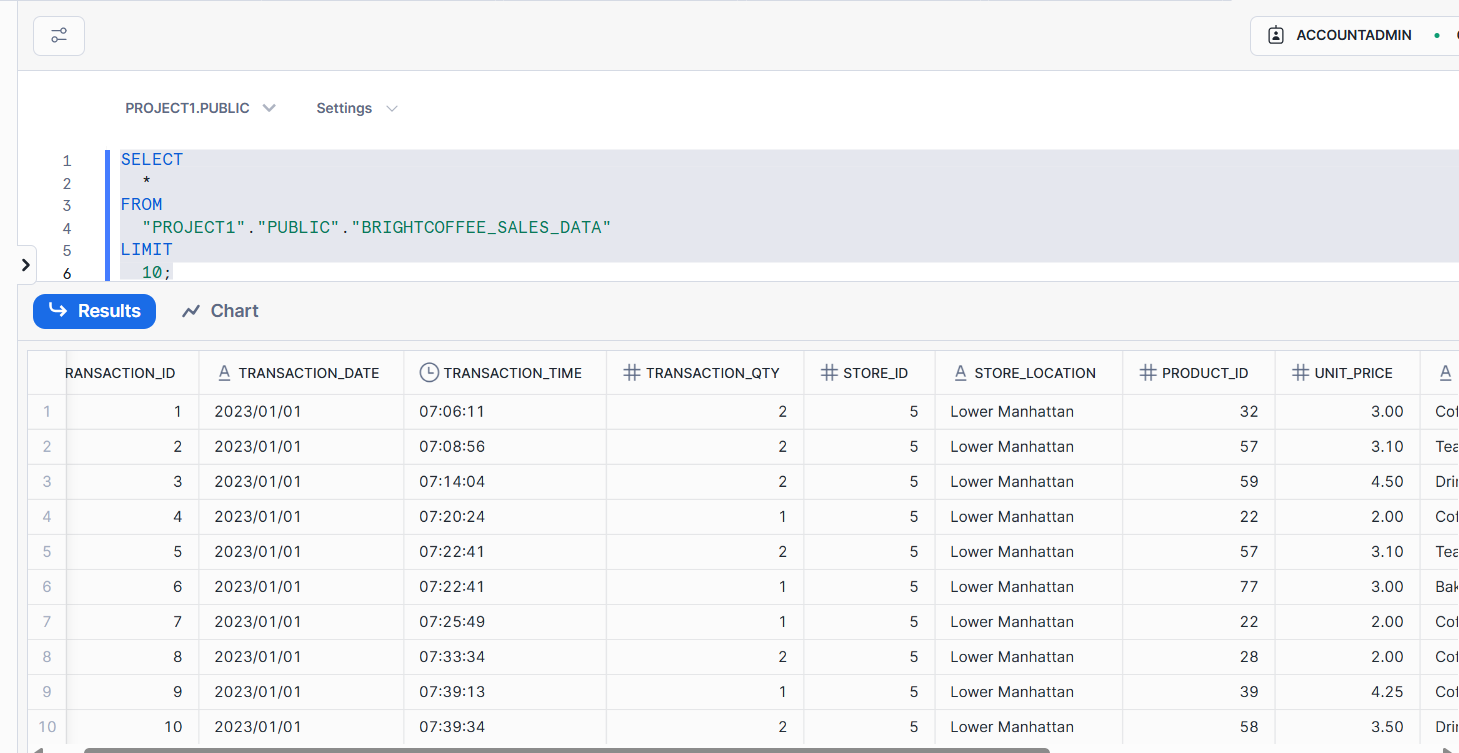 ACCOUNTADMIN
PROJECT1.PUBLIC Settings
1 SELECT
2 *
3 FROM
4 "PROJECT1"."PUBLIC"."BRIGHTCOFFEE_SALES_DATA"
5 LIMIT
6 10;
Results Chart
RANSACTION_ID A TRANSACTION_DATE TRANSACTION_TIME # TRANSACTION_QTY # STORE_ID A STORE_LOCATION # PRODUCT_ID # UNIT_PRICE A
1 1 2023/01/01 07:06:11 2 5 Lower Manhattan 32 3.00 Cof
2 2 2023/01/01 07:08:56 2 5 Lower Manhattan 57 3.10 Tea
3 3 2023/01/01 07:14:04 2 5 Lower Manhattan 59 4.50 Dri
4 4 2023/01/01 07:20:24 1 5 Lower Manhattan 22 2.00 Cof
5 5 2023/01/01 07:22:41 2 5 Lower Manhattan 57 3.10 Tea
6 6 2023/01/01 07:22:41 1 5 Lower Manhattan 77 3.00 Bak
7 7 2023/01/01 07:25:49 1 5 Lower Manhattan 22 2.00 Cof
8 8 2023/01/01 07:33:34 2 5 Lower Manhattan 28 2.00 Cof
9 9 2023/01/01 07:39:13 1 5 Lower Manhattan 39 4.25 Cof
10 10 2023/01/01 07:39:34 2 5 Lower Manhattan 58 3.50 Dri